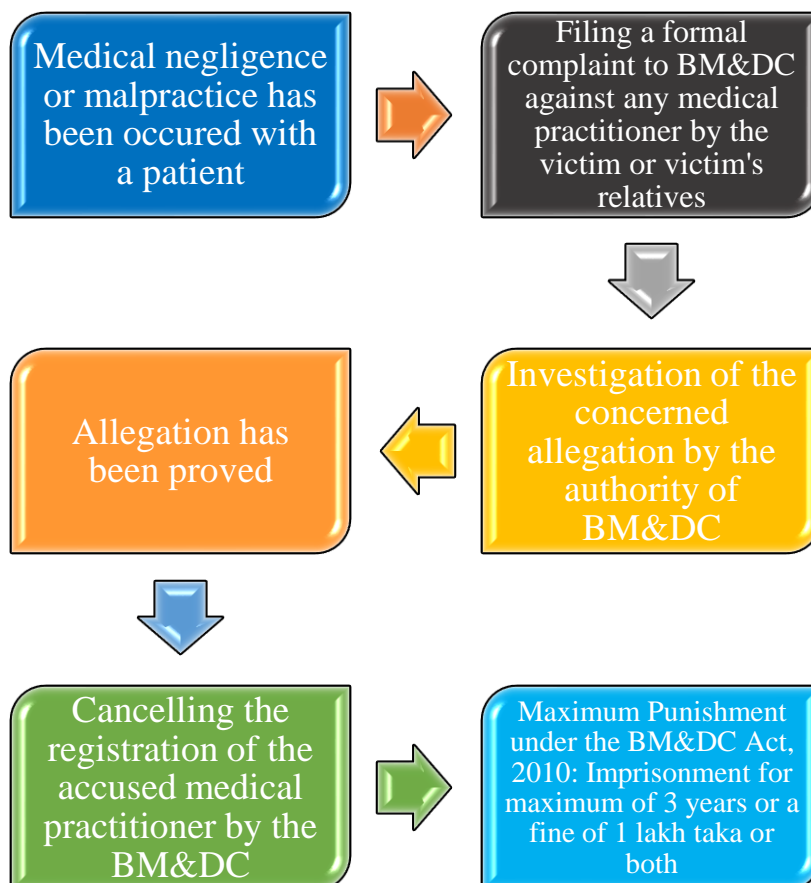 Medical negligence
or malpractice has
been occured with
a patient
Filing a formal
complaint to BM&DC
against any medical
practitioner by the
victim or victim's
relatives
Investigation of the
concerned
allegation by the
authority of
BM&DC
Allegation has
been proved
Cancelling the
registration of the
accused medical
practitioner by the
BM&DC
Maximum Punishment
under the BM&DC Act,
2010: Imprisonment for
maximum of 3 years or a
fine of 1 lakh taka or
both